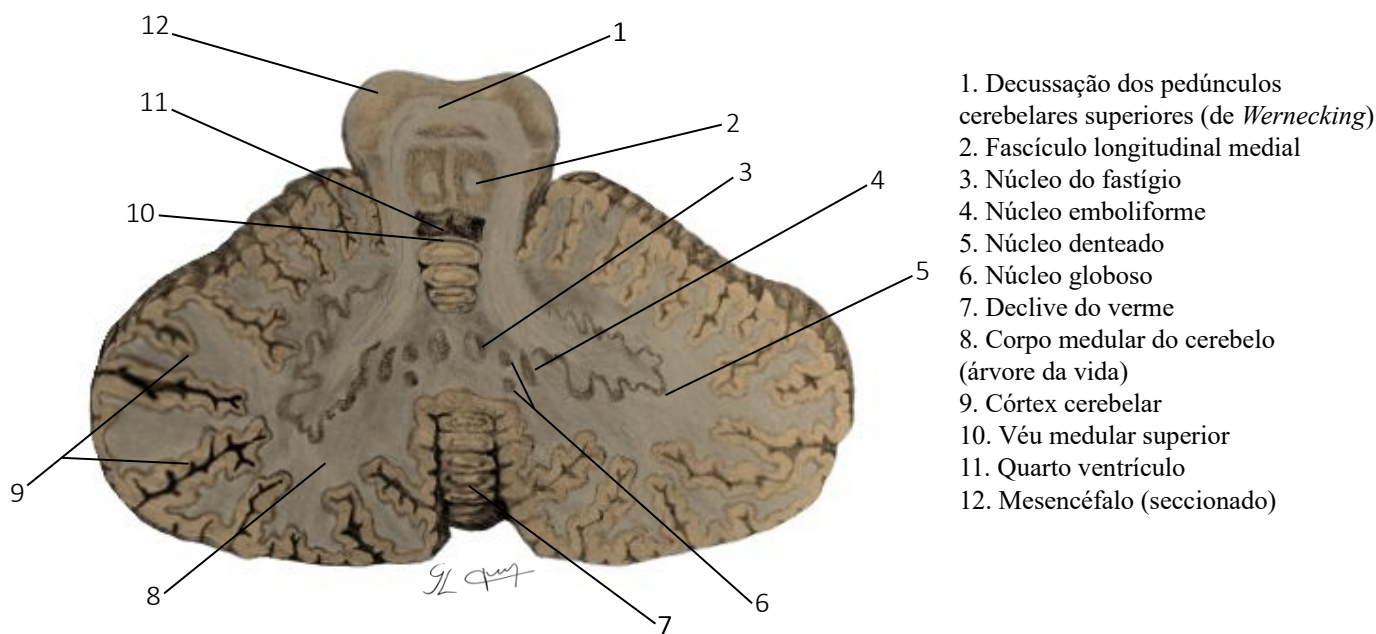 12
1
11
2
3
4
10
5
9
8
7
6
1. Decussação dos pedúnculos
cerebelares superiores (de Wernecking)
2. Fascículo longitudinal medial
3. Núcleo do fastígio
4. Núcleo emboliforme
5. Núcleo denteado
6. Núcleo globoso
7. Declive do verme
8. Corpo medular do cerebelo
(árvore da vida)
9. Córtex cerebelar
10. Véu medular superior
11. Quarto ventrículo
12. Mesencéfalo (seccionado)